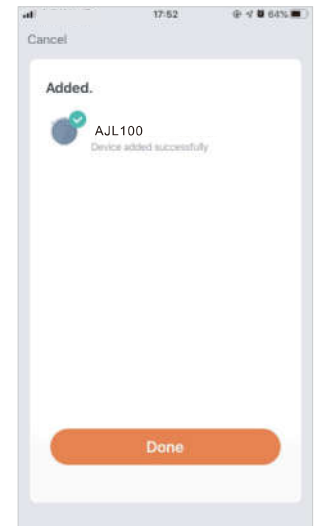 17:52
64%
Cancel
Added.
AJL100
Device added successfully
Done